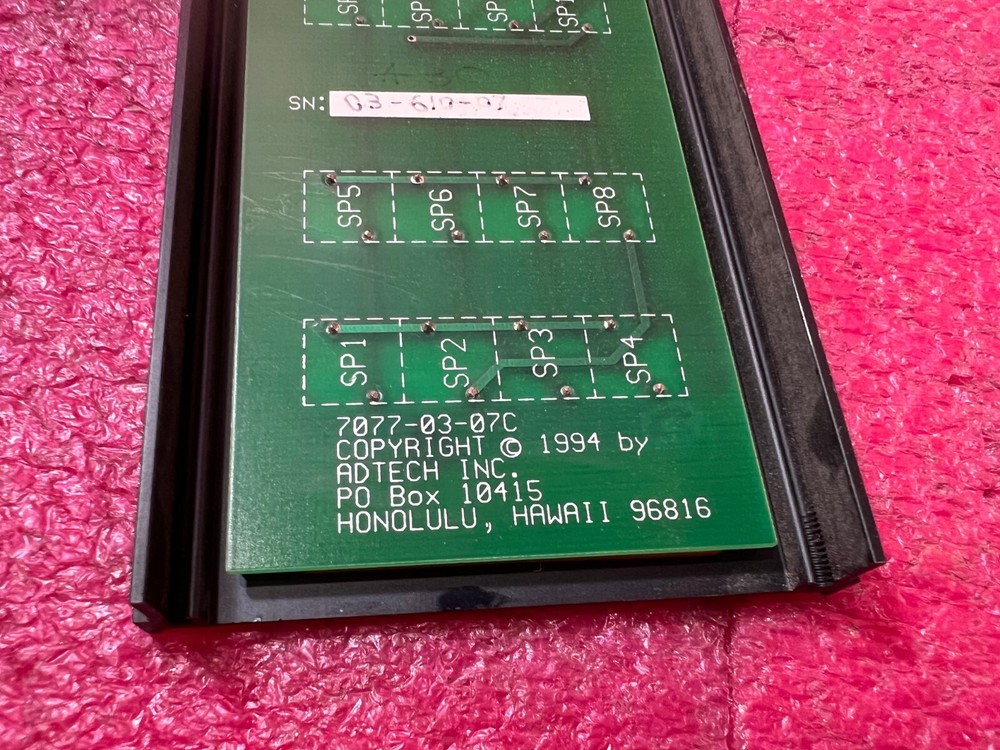 SN:
SP5 SP6 SP7 SP8
SP1 SP2 SP3 SP4
7077-03-07C
COPYRIGHT © 1994 by
ADTECH INC.
PO Box 10415
HONOLULU, HAWAII 96816